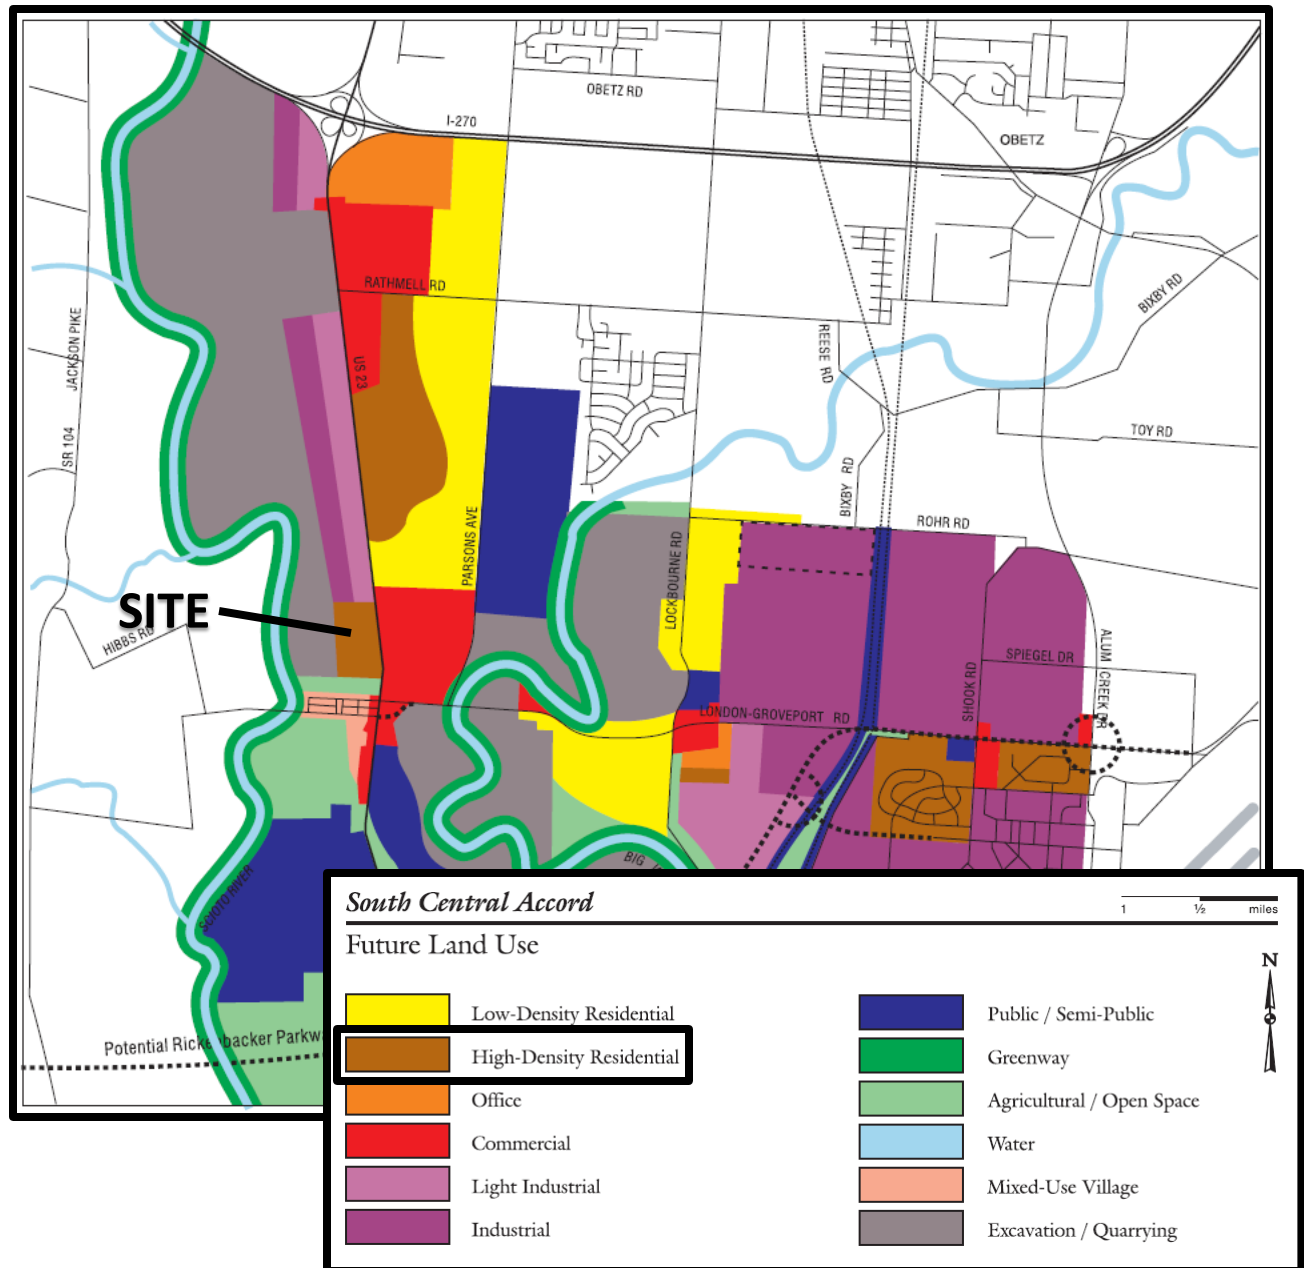 OBETZ RD
I-270
OBETZ
RATHMELL RD
BIXBY RD
JACKSON PIKE
REESE RD
US 23
SR 104
TOY RD
BIXBY RD
PARSONS AVE
ROHR RD
LOCKBOURNE RD
SITE
HIBBS RD
SPIEGEL DR
ALUM CREEK DR
SHOOK RD
LONDON-GROVEPORT RD
BIG
SCIOTO RIVER
Potential Rickenbacker Parkw
South Central Accord
1 ½ miles
Future Land Use
N
Low-Density Residential
High-Density Residential
Office
Commercial
Light Industrial
Industrial
Public / Semi-Public
Greenway
Agricultural / Open Space
Water
Mixed-Use Village
Excavation / Quarrying